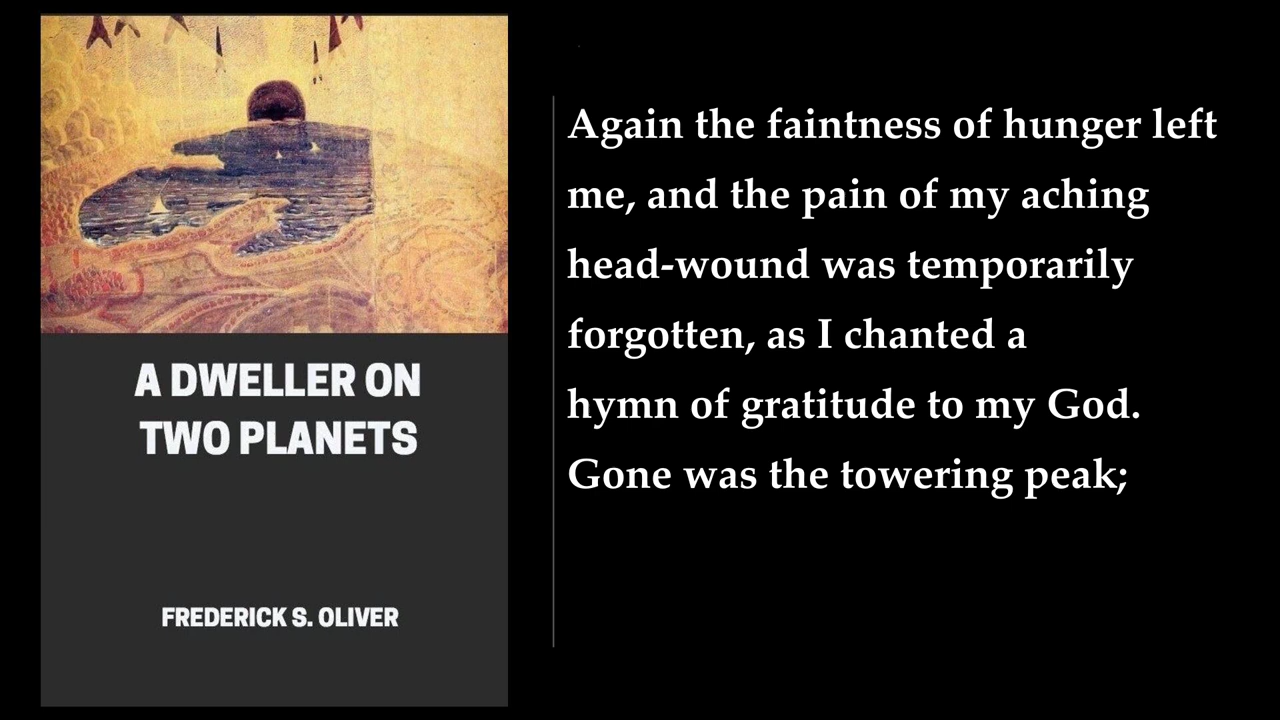 A DWELLER ON
TWO PLANETS
FREDERICK S. OLIVER
Again the faintness of hunger left
me, and the pain of my aching
head-wound was temporarily
forgotten, as I chanted a
hymn of gratitude to my God.
Gone was the towering peak;